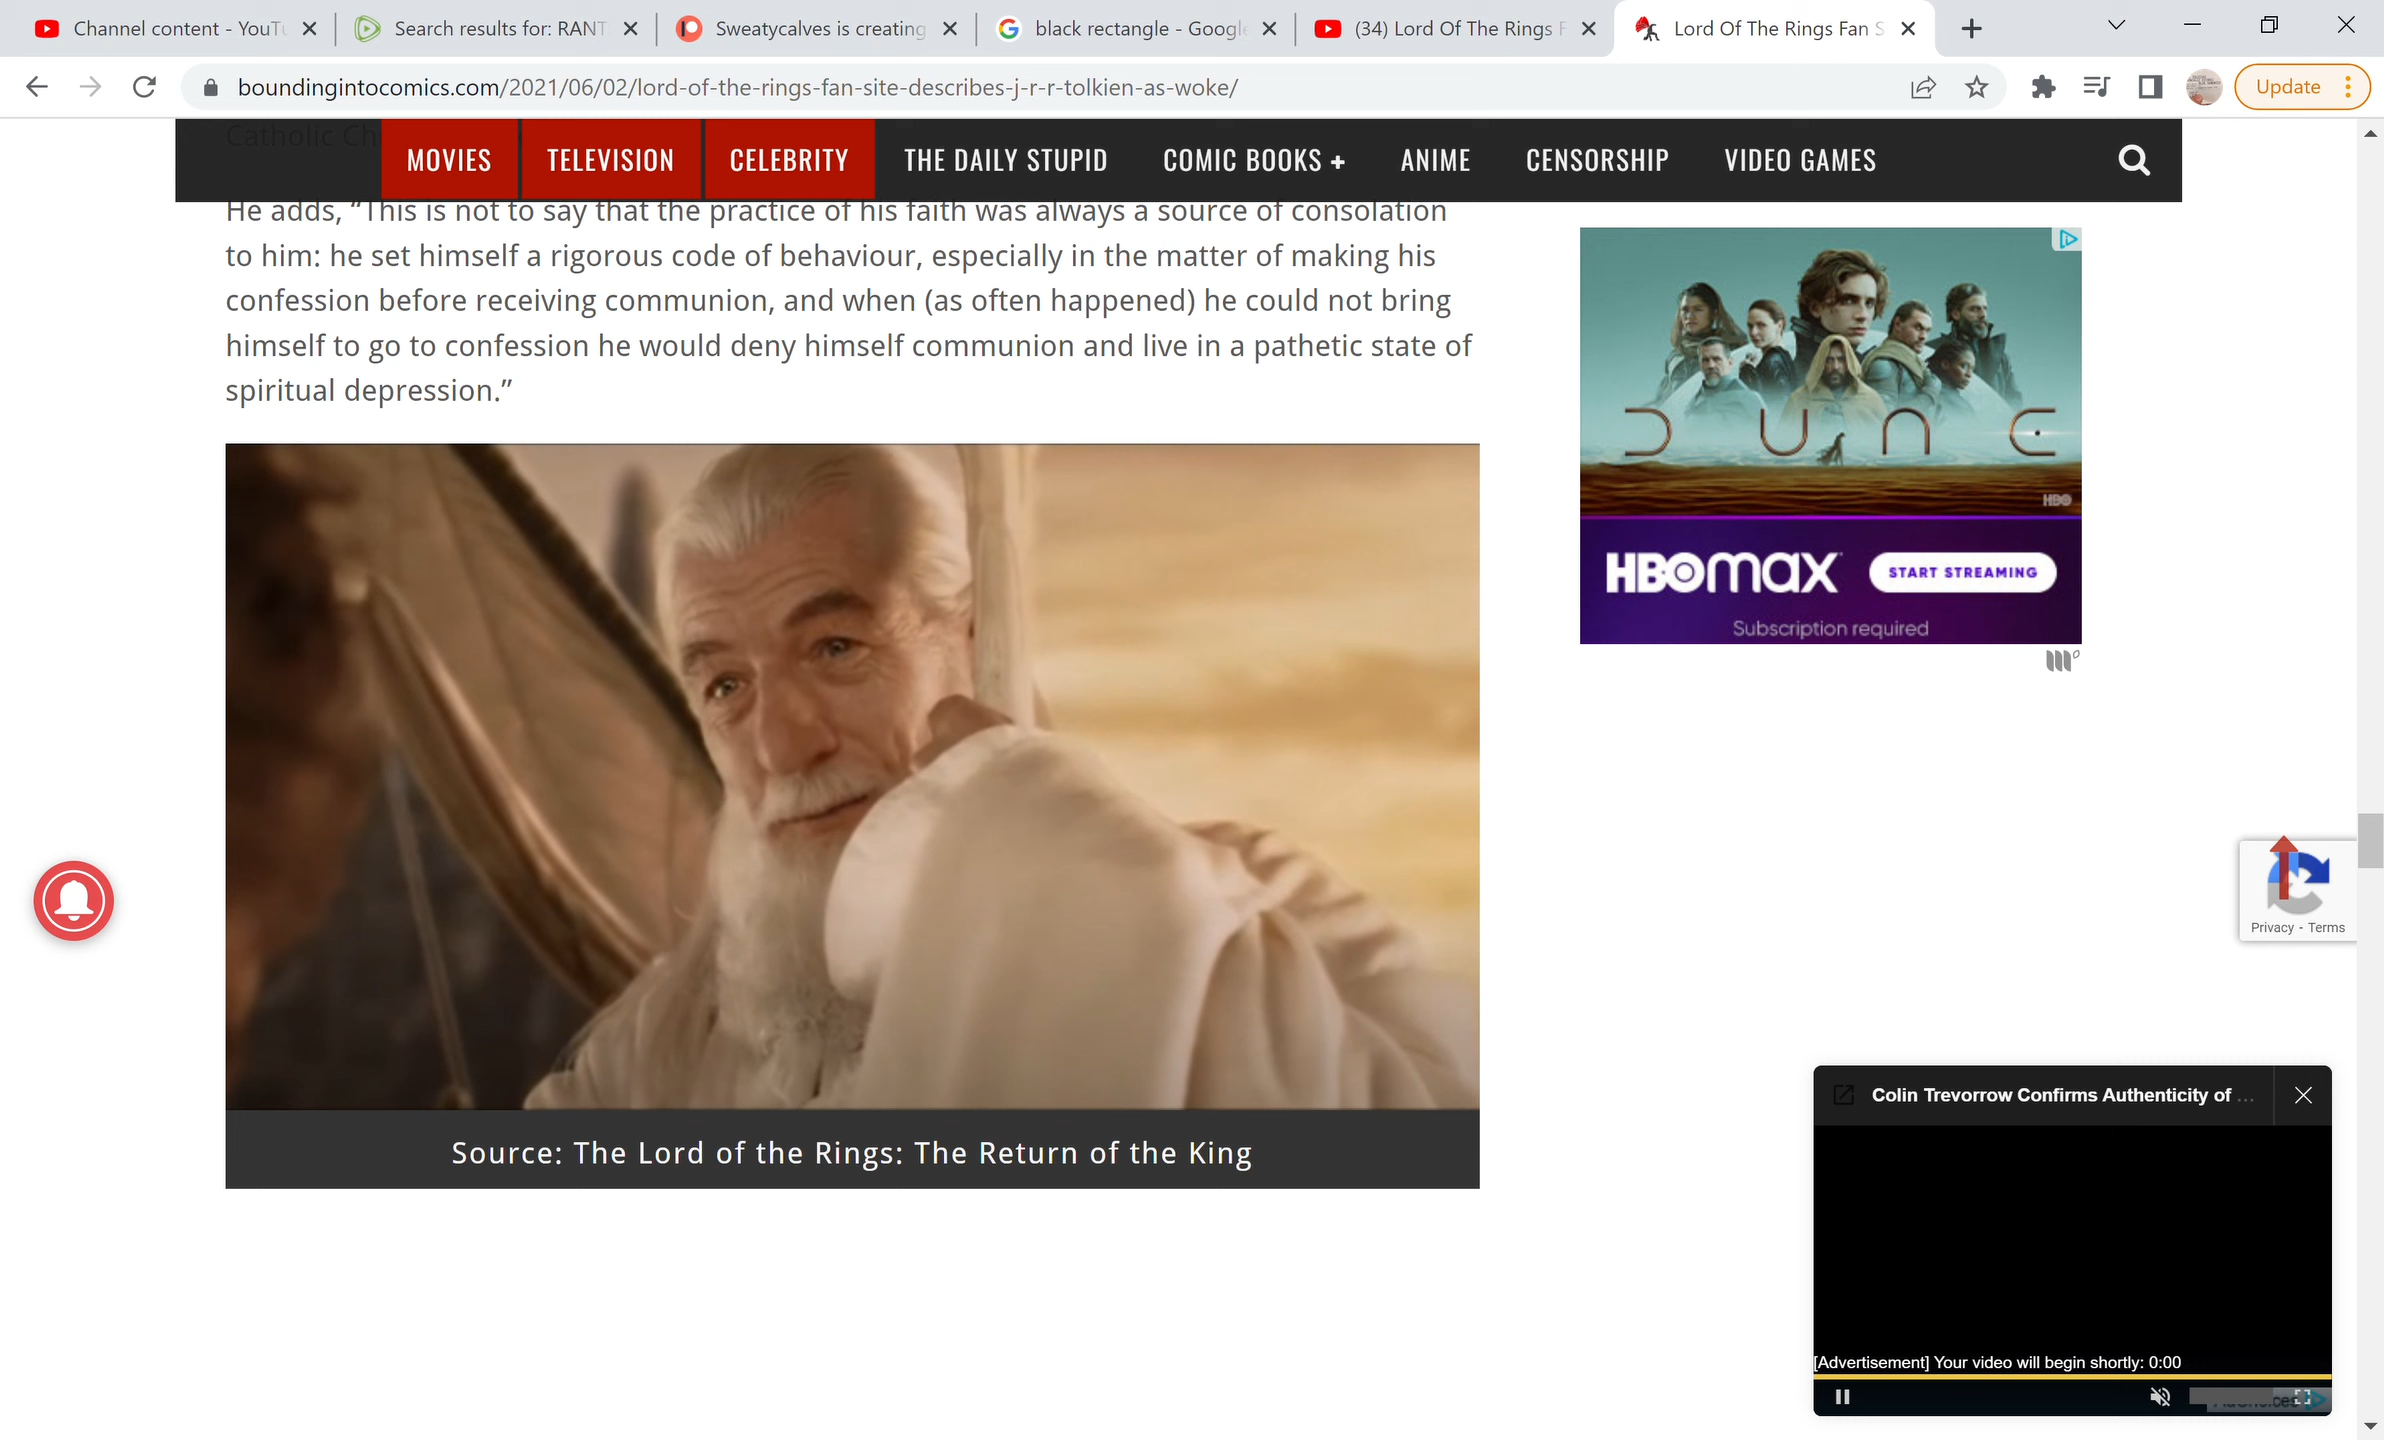 Channel content - YouTu
Search results for: RANT
Sweatycalves is creating
black rectangle - Google
(34) Lord Of The Rings F
Lord Of The Rings Fan S
boundingintocomics.com/2021/06/02/lord-of-the-rings-fan-site-describes-j-r-r-tolkien-as-woke/
Update
Catholic Ch
MOVIES
TELEVISION
CELEBRITY
THE DAILY STUPID
COMIC BOOKS +
ANIME
CENSORSHIP
VIDEO GAMES
He adds, “This is not to say that the practice of his faith was always a source of consolation
to him: he set himself a rigorous code of behaviour, especially in the matter of making his
confession before receiving communion, and when (as often happened) he could not bring
himself to go to confession he would deny himself communion and live in a pathetic state of
spiritual depression.”
DUNE
HBO
HBOmax
START STREAMING
Subscription required
Source: The Lord of the Rings: The Return of the King
Privacy - Terms
Colin Trevorrow Confirms Authenticity of ...
[Advertisement] Your video will begin shortly: 0:00